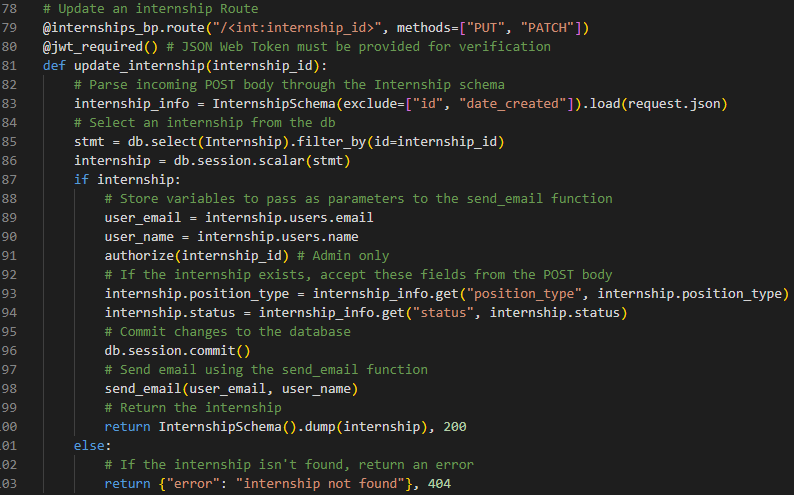 78 # Update an internship Route
79 @internships_bp.route("/<int:internship_id>", methods=["PUT", "PATCH"])
80 @jwt_required() # JSON Web Token must be provided for verification
81 def update_internship(internship_id):
82     # Parse incoming POST body through the Internship schema
83     internship_info = InternshipSchema(exclude=["id", "date_created"]).load(request.json)
84     # Select an internship from the db
85     stmt = db.select(Internship).filter_by(id=internship_id)
86     internship = db.session.scalar(stmt)
87     if internship:
88         # Store variables to pass as parameters to the send_email function
89         user_email = internship.users.email
90         user_name = internship.users.name
91         authorize(internship_id) # Admin only
92         # If the internship exists, accept these fields from the POST body
93         internship.position_type = internship_info.get("position_type", internship.position_type)
94         internship.status = internship_info.get("status", internship.status)
95         # Commit changes to the database
96         db.session.commit()
97         # Send email using the send_email function
98         send_email(user_email, user_name)
99         # Return the internship
.00         return InternshipSchema().dump(internship), 200
.01     else:
.02         # If the internship isn't found, return an error
.03         return {"error": "internship not found"}, 404